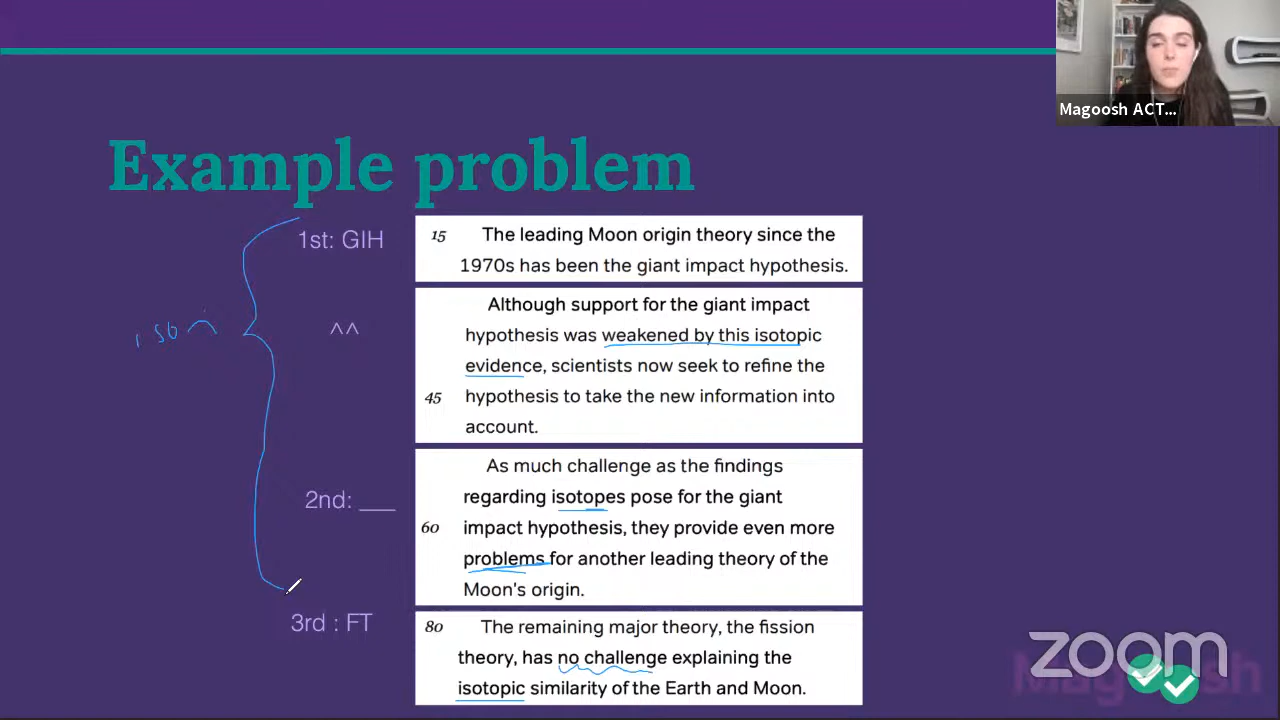 Magoosh ACT...
Example problem
1st: GIH
15 The leading Moon origin theory since the
1970s has been the giant impact hypothesis.
^^
Although support for the giant impact
hypothesis was weakened by this isotopic
evidence, scientists now seek to refine the
45 hypothesis to take the new information into
account.
2nd: ___
As much challenge as the findings
regarding isotopes pose for the giant
60 impact hypothesis, they provide even more
problems for another leading theory of the
Moon's origin.
3rd : FT
80 The remaining major theory, the fission
theory, has no challenge explaining the
isotopic similarity of the Earth and Moon.
zoom
Magoosh